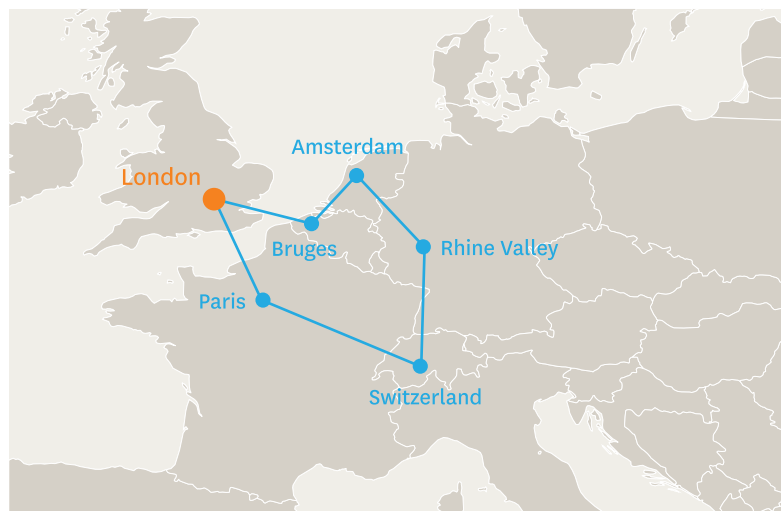 Amsterdam
London
Bruges
Rhine Valley
Paris
Switzerland